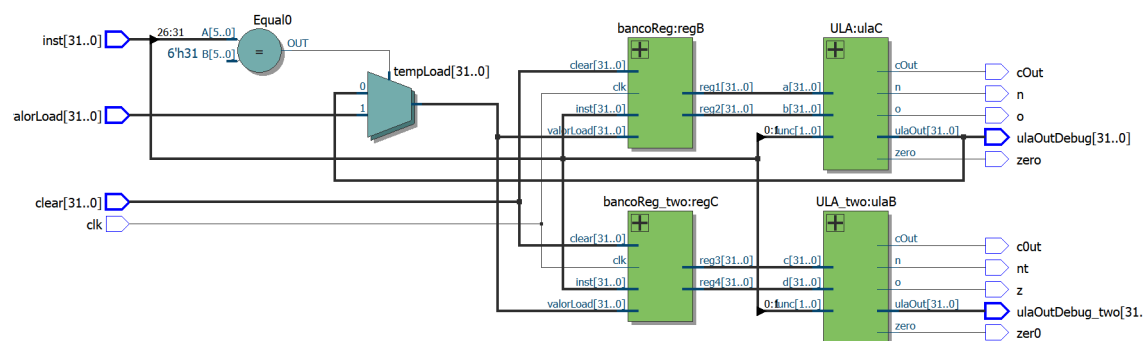 Equal0
bancoReg:regB
ULA:ulaC
inst[31..0]
26:31
A[5..0]
6'h31
B[5..0]
=
OUT
tempLoad[31..0]
0
1
alorLoad[31..0]
clear[31..0]
clk
clear[31..0]
clk
inst[31..0]
valorLoad[31..0]
reg1[31..0]
reg2[31..0]
a[31..0]
b[31..0]
0:1
func[1..0]
cOut
n
o
ulaOut[31..0]
zero
cOut
n
o
ulaOutDebug[31..0]
zero
bancoReg_two:regC
ULA_two:ulaB
clear[31..0]
clk
inst[31..0]
valorLoad[31..0]
reg3[31..0]
reg4[31..0]
c[31..0]
d[31..0]
0:1
func[1..0]
cOut
n
o
ulaOut[31..0]
zero
c0ut
nt
z
ulaOutDebug_two[31.
zer0